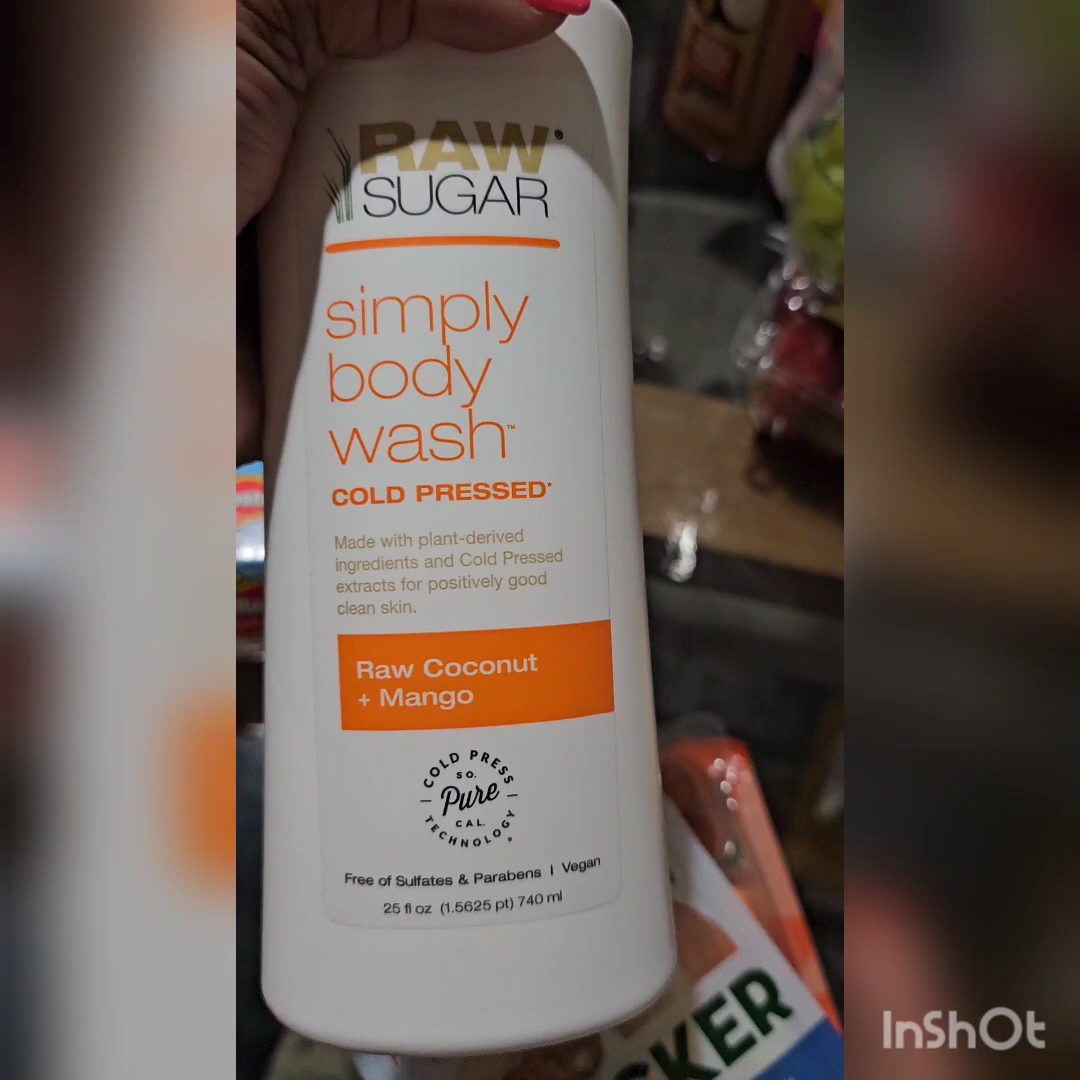 RAW®
SUGAR
simply
body
wash™
COLD PRESSED*
Made with plant-derived
ingredients and Cold Pressed
extracts for positively good
clean skin.
Raw Coconut
+ Mango
COLD PRESS
SO.
Pure
CAL.
TECHNOLOGY®
Free of Sulfates & Parabens | Vegan
25 fl oz (1.5625 pt) 740 ml
CKER
InShOt